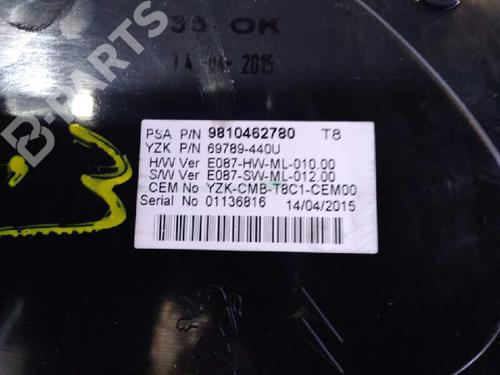 B-PARTS
35 OK
14 04 2015
PSA P/N 9810462780 T8
YZK P/N 69789-440U
H/W Ver E087-HW-ML-010.00
S/W Ver E087-SW-ML-012.00
CEM No YZK-CMB-T8C1-CEM00
Serial No 01136816 14/04/2015